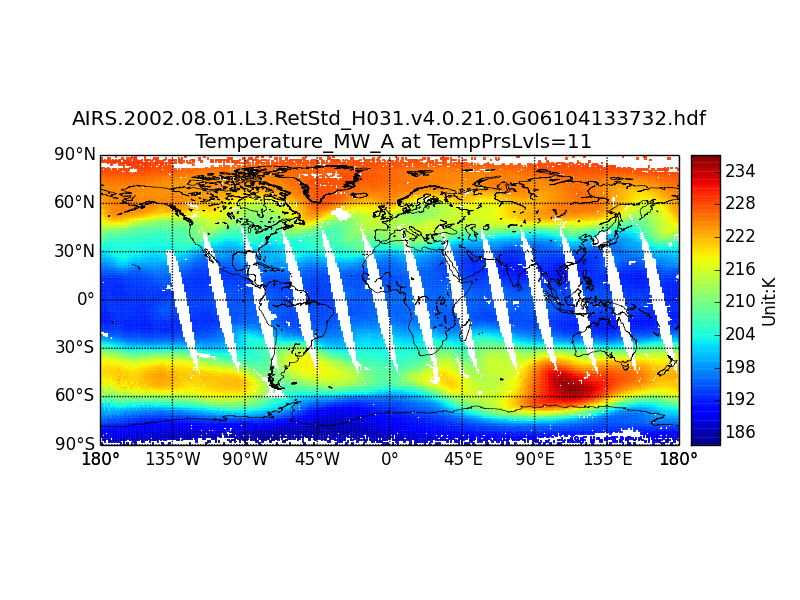 AIRS.2002.08.01.L3.RetStd_H031.v4.0.21.0.G06104133732.hdf
Temperature_MW_A at TempPrsLvls=11
90°N
60°N
30°N
0°
30°S
60°S
90°S
180° 135°W 90°W 45°W 0° 45°E 90°E 135°E 180°
234
228
222
216
210
204
198
192
186
Unit:K